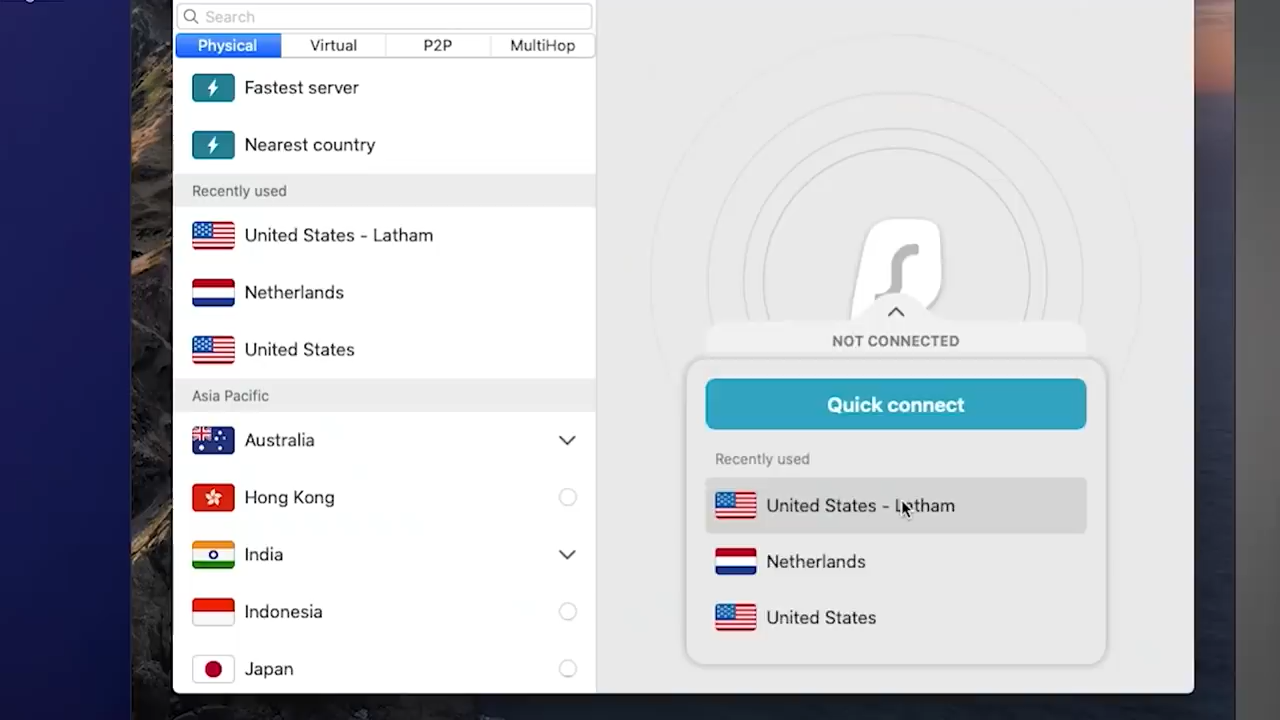 Search
Physical
Virtual
P2P
MultiHop
Fastest server
Nearest country
Recently used
United States - Latham
Netherlands
United States
Asia Pacific
Australia
Hong Kong
India
Indonesia
Japan
NOT CONNECTED
Quick connect
Recently used
United States - Latham
Netherlands
United States